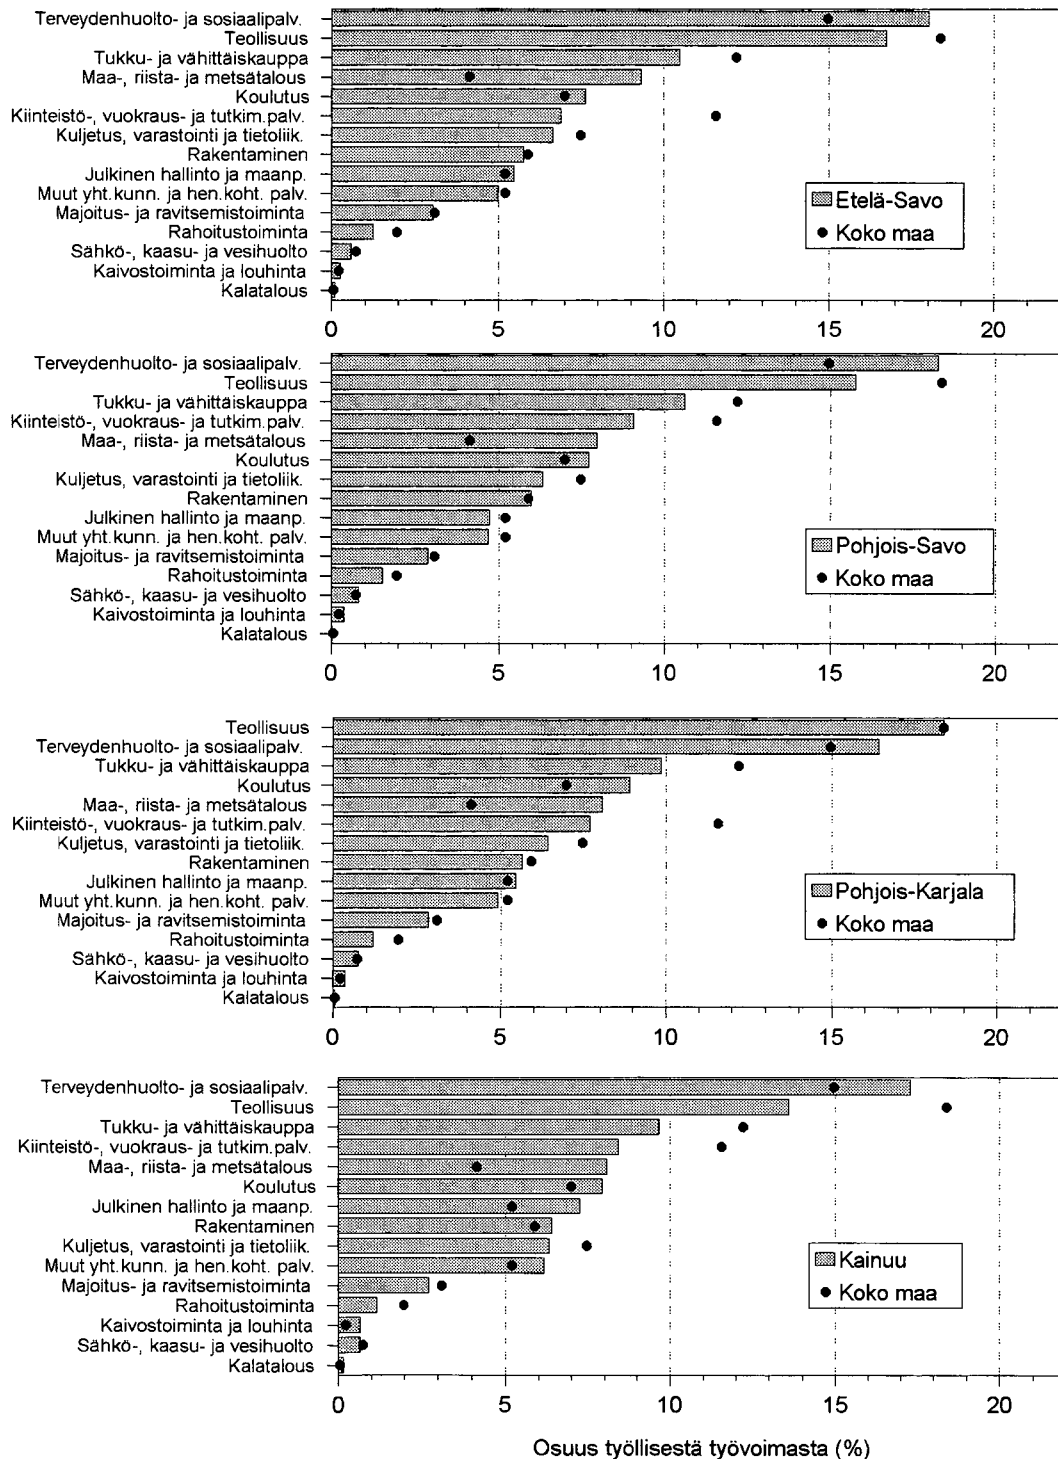 Terveydenhuolto- ja sosiaalipalv.
Teollisuus
Tukku- ja vähittäiskauppa
Maa-, riista- ja metsätalous
Koulutus
Kiinteistö-, vuokraus- ja tutkim.palv.
Kuljetus, varastointi ja tietoliik.
Rakentaminen
Julkinen hallinto ja maanp.
Muut yht.kunn. ja hen.koht. palv.
Majoitus- ja ravitsemistoiminta
Rahoitustoiminta
Sähkö-, kaasu- ja vesihuolto
Kaivostoiminta ja louhinta
Kalatalous
Etelä-Savo
Koko maa
0 5 10 15 20
Terveydenhuolto- ja sosiaalipalv.
Teollisuus
Tukku- ja vähittäiskauppa
Kiinteistö-, vuokraus- ja tutkim.palv.
Maa-, riista- ja metsätalous
Koulutus
Kuljetus, varastointi ja tietoliik.
Rakentaminen
Julkinen hallinto ja maanp.
Muut yht.kunn. ja hen.koht. palv.
Majoitus- ja ravitsemistoiminta
Rahoitustoiminta
Sähkö-, kaasu- ja vesihuolto
Kaivostoiminta ja louhinta
Kalatalous
Pohjois-Savo
Koko maa
0 5 10 15 20
Teollisuus
Terveydenhuolto- ja sosiaalipalv.
Tukku- ja vähittäiskauppa
Koulutus
Maa-, riista- ja metsätalous
Kiinteistö-, vuokraus- ja tutkim.palv.
Kuljetus, varastointi ja tietoliik.
Rakentaminen
Julkinen hallinto ja maanp.
Muut yht.kunn. ja hen.koht. palv.
Majoitus- ja ravitsemistoiminta
Rahoitustoiminta
Sähkö-, kaasu- ja vesihuolto
Kaivostoiminta ja louhinta
Kalatalous
Pohjois-Karjala
Koko maa
0 5 10 15 20
Terveydenhuolto- ja sosiaalipalv.
Teollisuus
Tukku- ja vähittäiskauppa
Kiinteistö-, vuokraus- ja tutkim.palv.
Maa-, riista- ja metsätalous
Koulutus
Julkinen hallinto ja maanp.
Rakentaminen
Kuljetus, varastointi ja tietoliik.
Muut yht.kunn. ja hen.koht. palv.
Majoitus- ja ravitsemistoiminta
Rahoitustoiminta
Kaivostoiminta ja louhinta
Sähkö-, kaasu- ja vesihuolto
Kalatalous
Kainuu
Koko maa
0 5 10 15 20
Osuus työllisestä työvoimasta (%)